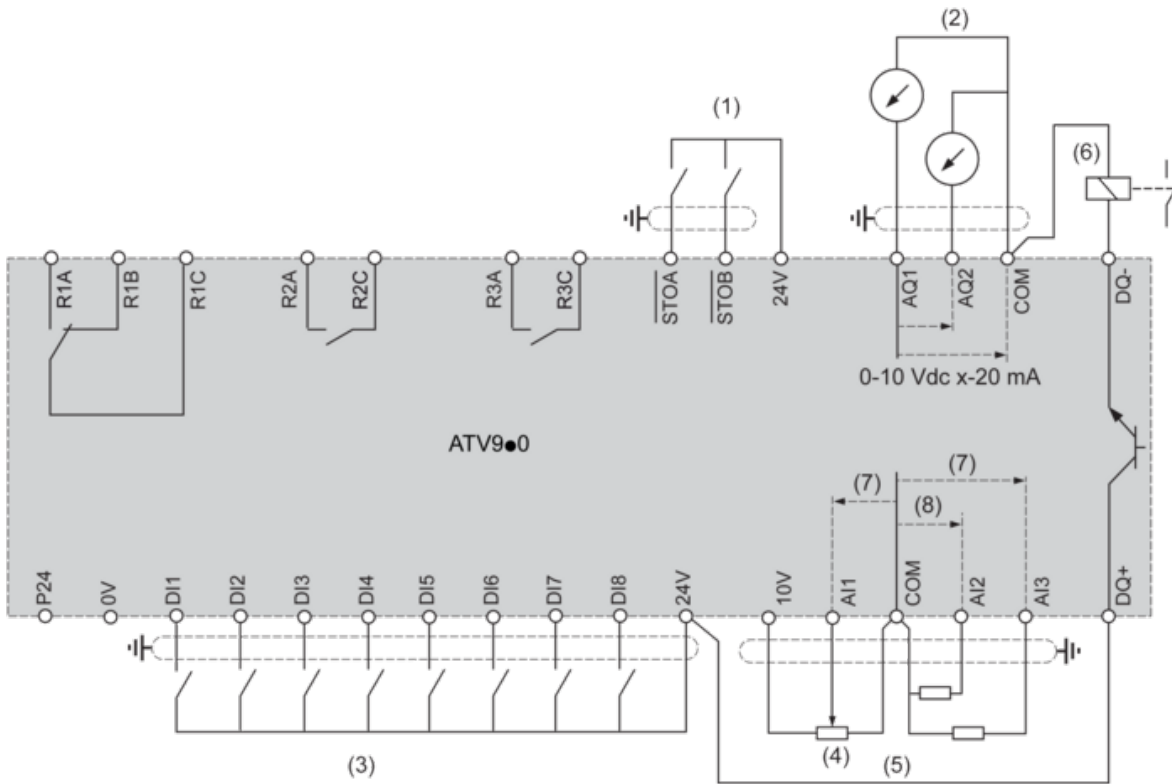 (2)
(1)
(6)
R1A
R1B
R1C
R2A
R2C
R3A
R3C
STOA
STOB
24V
AQ1
AQ2
COM
DQ-
0-10 Vdc x-20 mA
ATV9●0
(7)
(7)
(8)
P24
0V
DI1
DI2
DI3
DI4
DI5
DI6
DI7
DI8
24V
10V
AI1
COM
AI2
AI3
DQ+
(3)
(4)
(5)